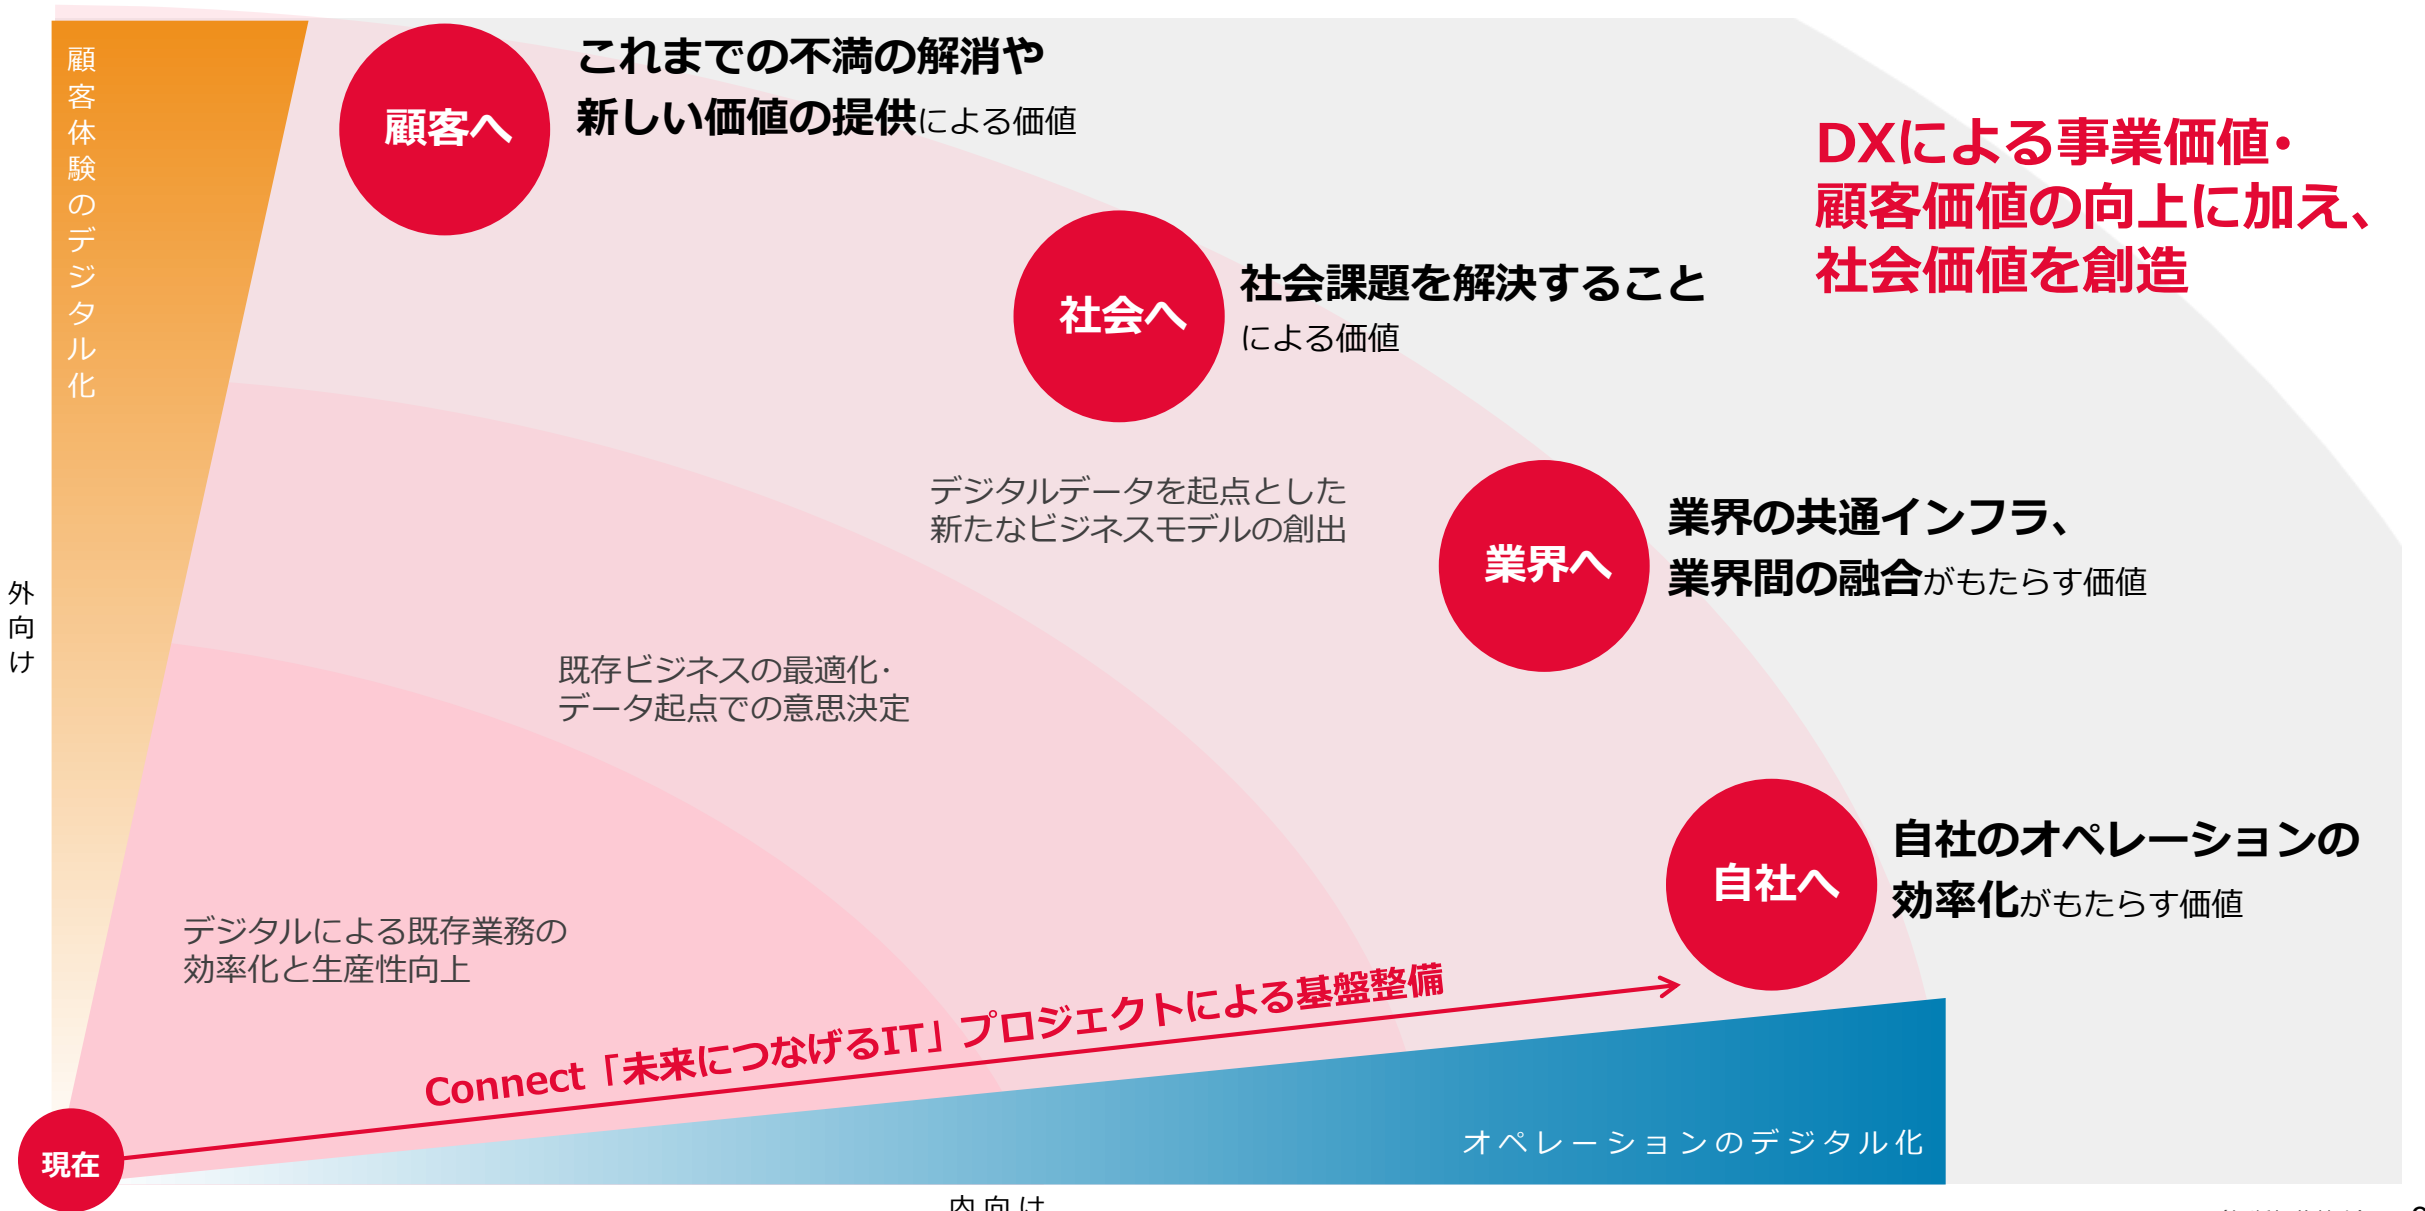 顧客体験のデジタル化
顧客へ
これまでの不満の解消や
新しい価値の提供による価値
DXによる事業価値・
顧客価値の向上に加え、
社会価値を創造
社会へ
社会課題を解決すること
による価値
デジタルデータを起点とした
新たなビジネスモデルの創出
業界へ
業界の共通インフラ、
業界間の融合がもたらす価値
外向け
既存ビジネスの最適化・
データ起点での意思決定
自社へ
自社のオペレーションの
効率化がもたらす価値
デジタルによる既存業務の
効率化と生産性向上
Connect「未来につなげるIT」プロジェクトによる基盤整備
オペレーションのデジタル化
現在
内向け